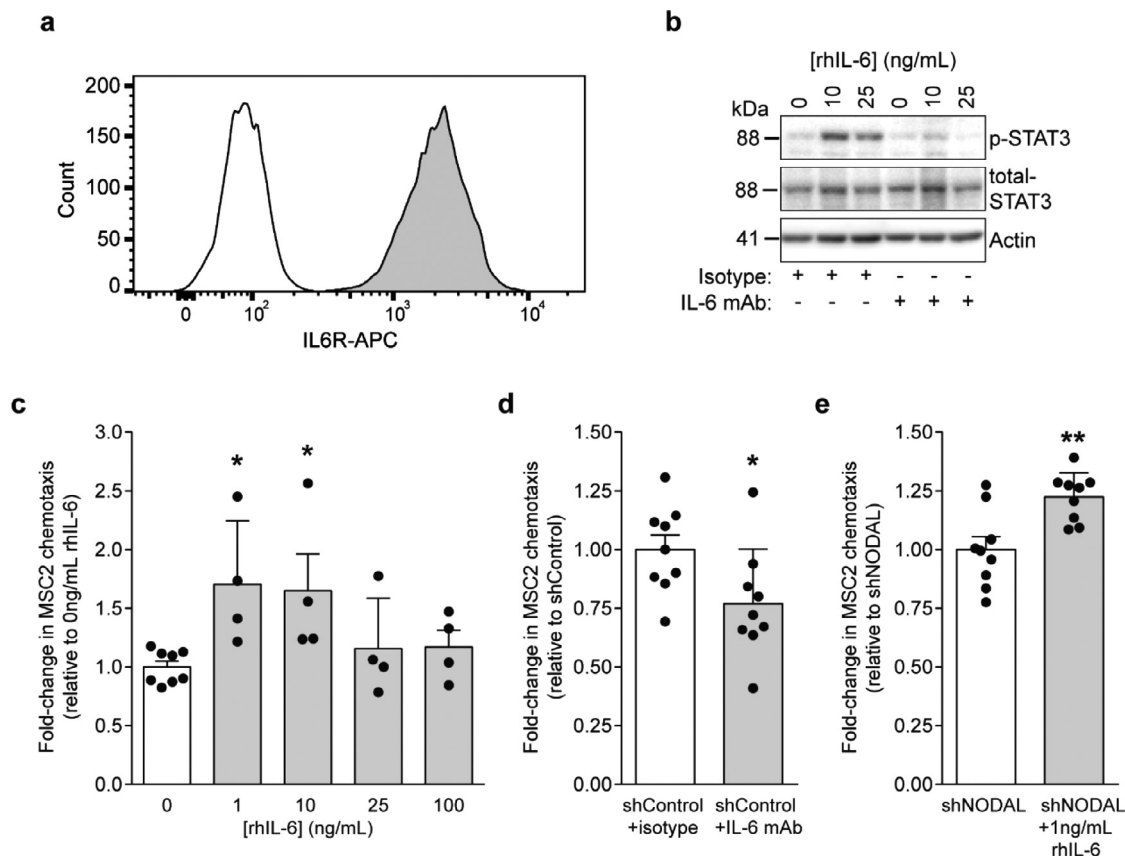 a
200
150
100
50
0
Count
0
10²
10³
10⁴
IL6R-APC
b
[rhIL-6] (ng/mL)
kDa
0 10 25 0 10 25
88
p-STAT3
88
total-
STAT3
41
Actin
Isotype: + + + - - -
IL-6 mAb: - - - + + +
c
Fold-change in MSC2 chemotaxis
(relative to 0ng/mL rhIL-6)
3.0
2.5
2.0
1.5
1.0
0.5
0.0
* *
0 1 10 25 100
[rhIL-6] (ng/mL)
d
Fold-change in MSC2 chemotaxis
(relative to shControl)
1.50
1.25
1.00
0.75
0.50
0.25
0.00
*
shControl
+isotype
shControl
+IL-6 mAb
e
Fold-change in MSC2 chemotaxis
(relative to shNODAL)
1.50
1.25
1.00
0.75
0.50
0.25
0.00
**
shNODAL
shNODAL
+1ng/mL
rhIL-6